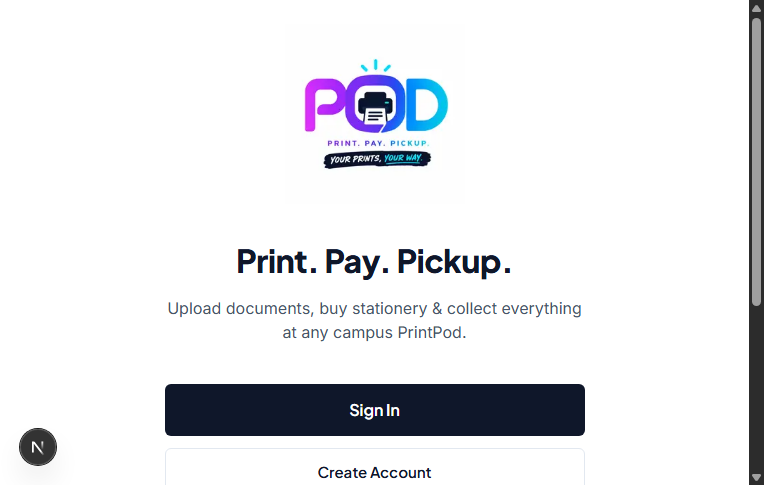 POD
PRINT. PAY. PICKUP.
YOUR PRINTS, YOUR WAY.
Print. Pay. Pickup.
Upload documents, buy stationery & collect everything
at any campus PrintPod.
Sign In
N
Create Account